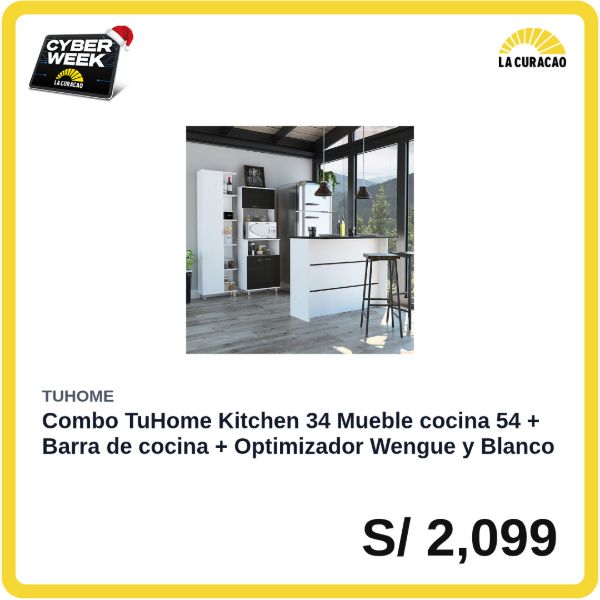 CYBER
WEEK
LA CURACAO
LA CURACAO
TUHOME
Combo TuHome Kitchen 34 Mueble cocina 54 +
Barra de cocina + Optimizador Wengue y Blanco
S/ 2,099